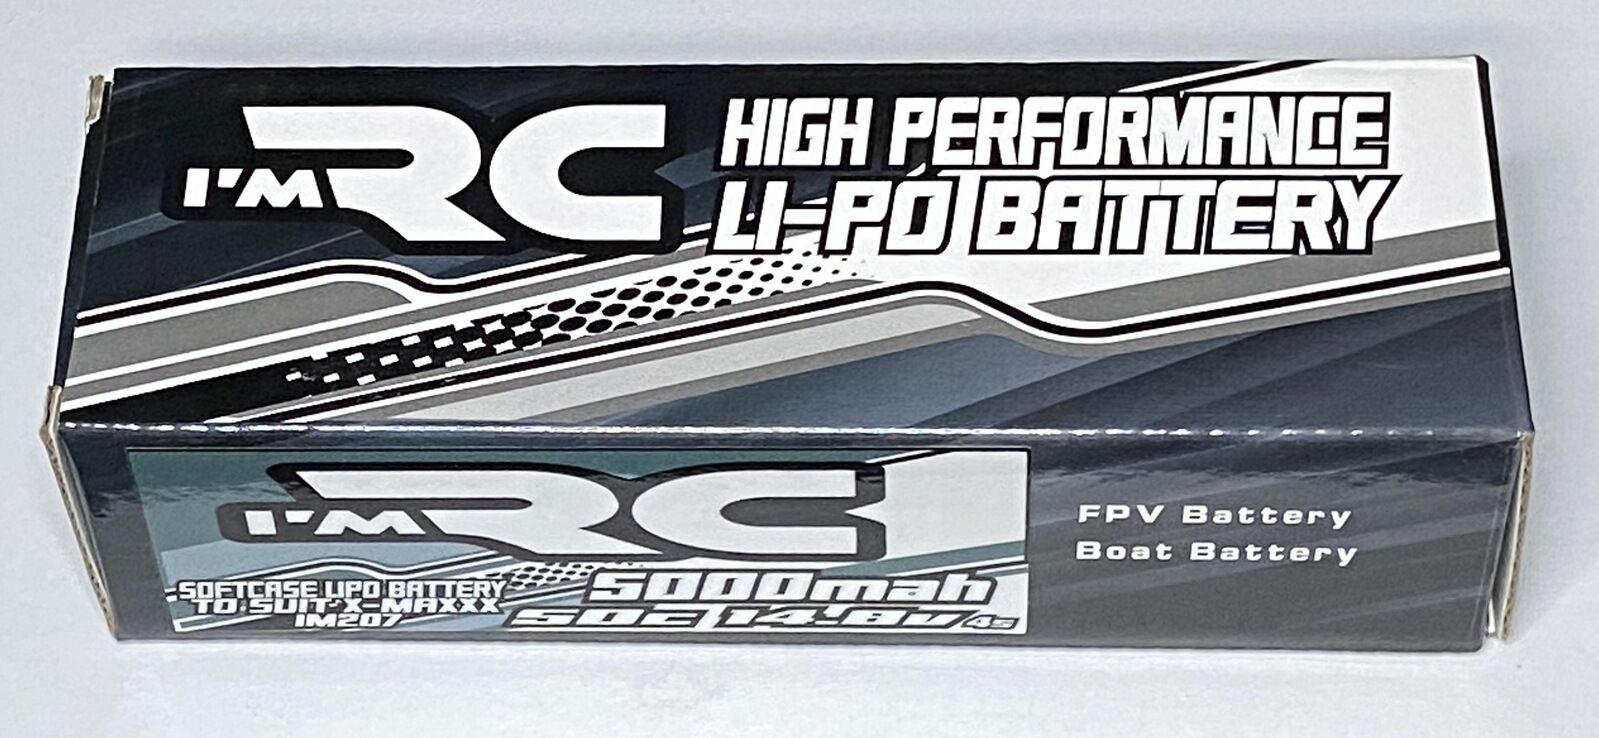 I'M RC
HIGH PERFORMANCE
LI-PO BATTERY
I'M RC
SOFTCASE LIPO BATTERY
TO SUIT X-MAXXX
IM207
5000mah
50C 14.8v 4s
FPV Battery
Boat Battery